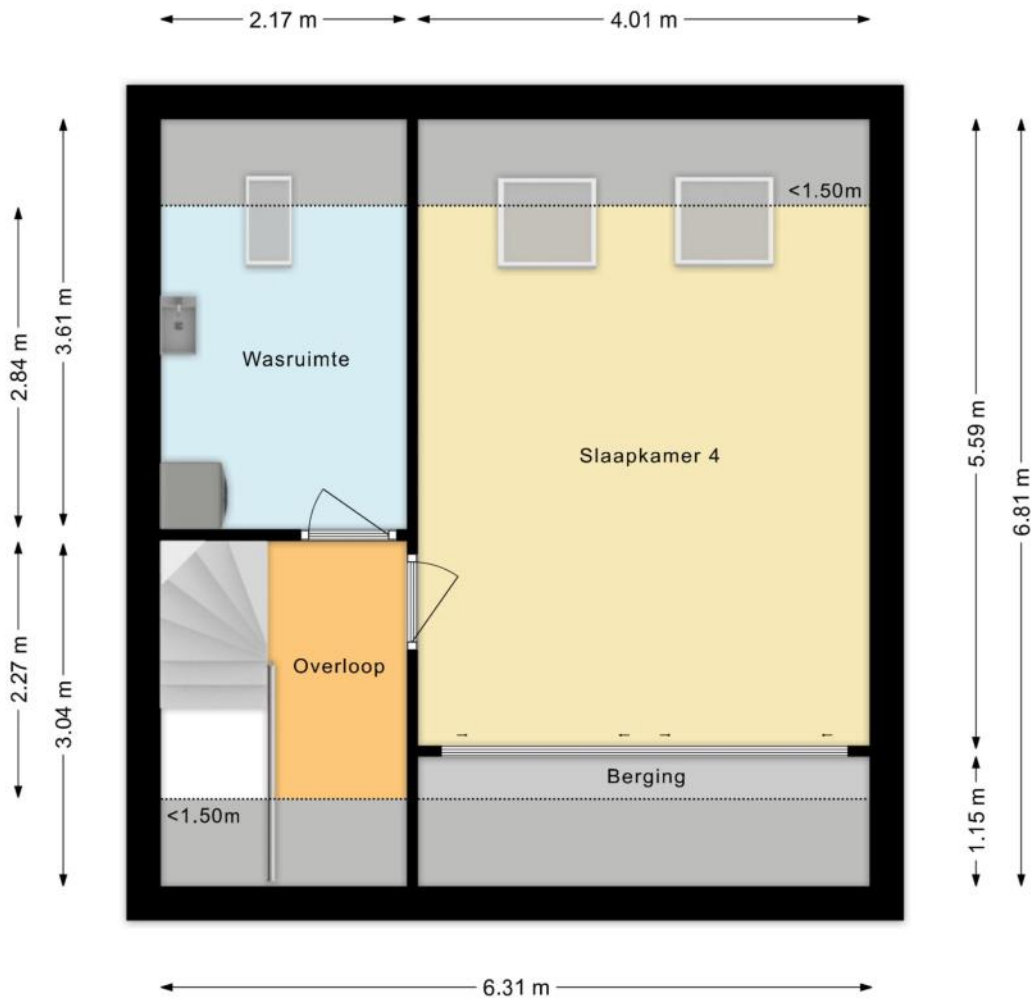 2.17 m
4.01 m
<1.50m
3.61 m
2.84 m
Wasruimte
5.59 m
Slaapkamer 4
6.81 m
2.27 m
3.04 m
Overloop
Berging
<1.50m
1.15 m
6.31 m